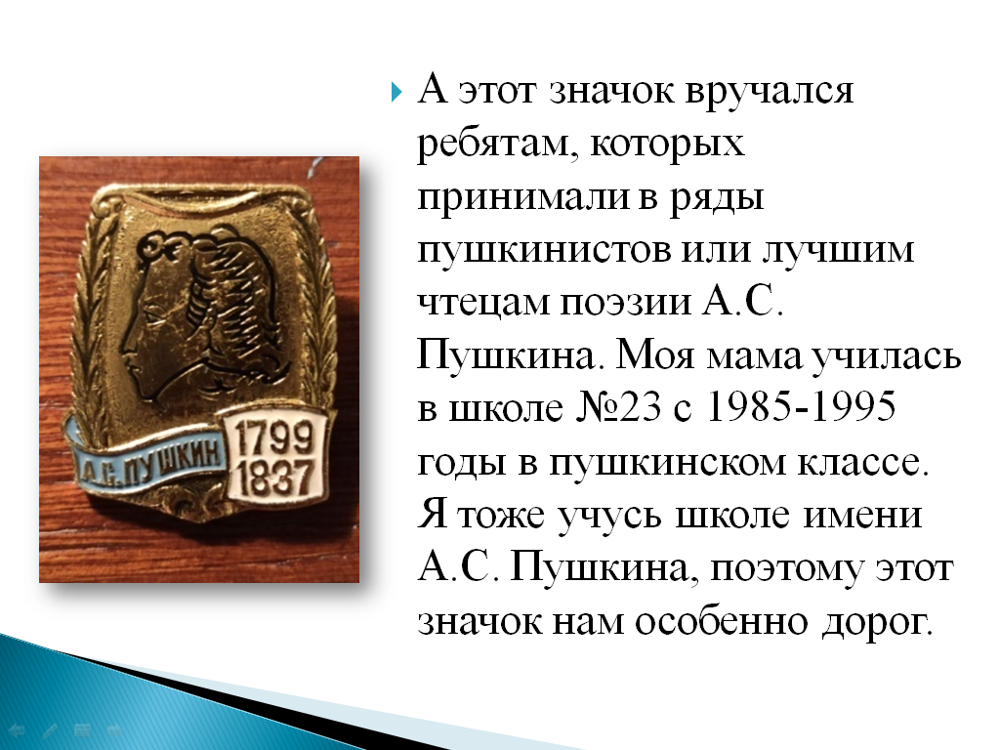 А этот значок вручался
ребятам, которых
принимали в ряды
пушкинистов или лучшим
чтецам поэзии А.С.
Пушкина. Моя мама училась
в школе №23 с 1985-1995
годы в пушкинском классе.
Я тоже учусь школе имени
А.С. Пушкина, поэтому этот
значок нам особенно дорог.
А.С.ПУШКИН
1799
1837